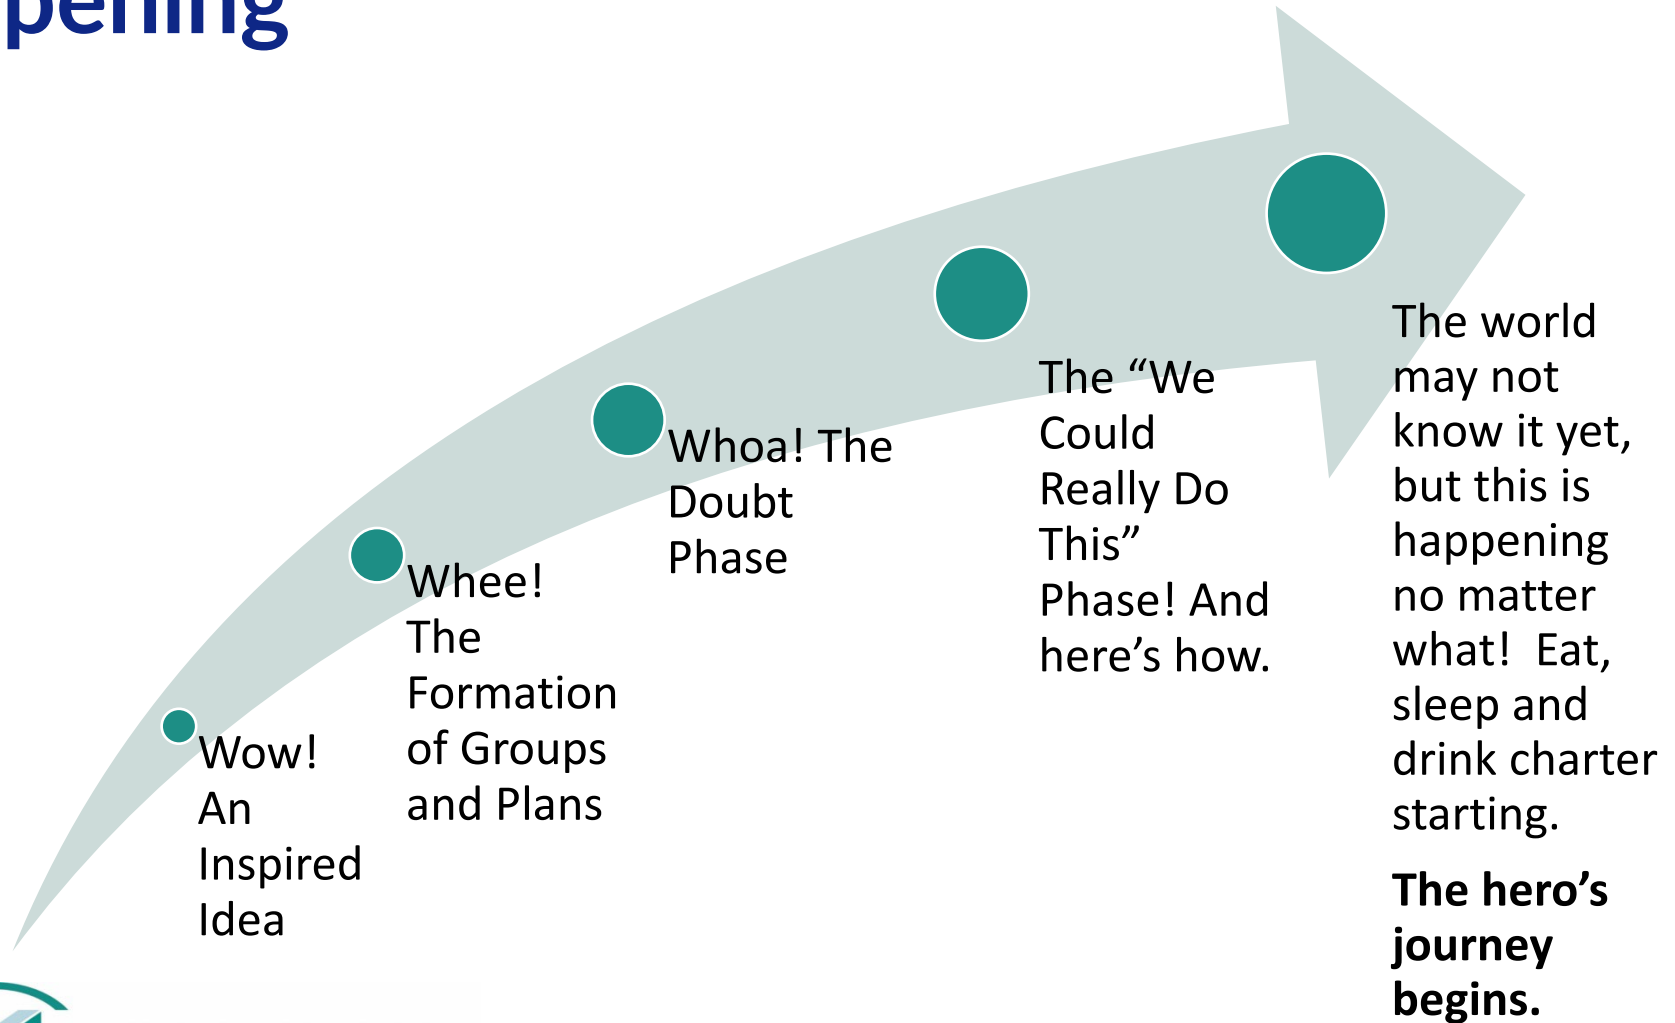 pening
Wow!
An
Inspired
Idea
Whee!
The
Formation
of Groups
and Plans
Whoa! The
Doubt
Phase
The “We
Could
Really Do
This”
Phase! And
here’s how.
The world
may not
know it yet,
but this is
happening
no matter
what!  Eat,
sleep and
drink charter
starting.
The hero’s
journey
begins.